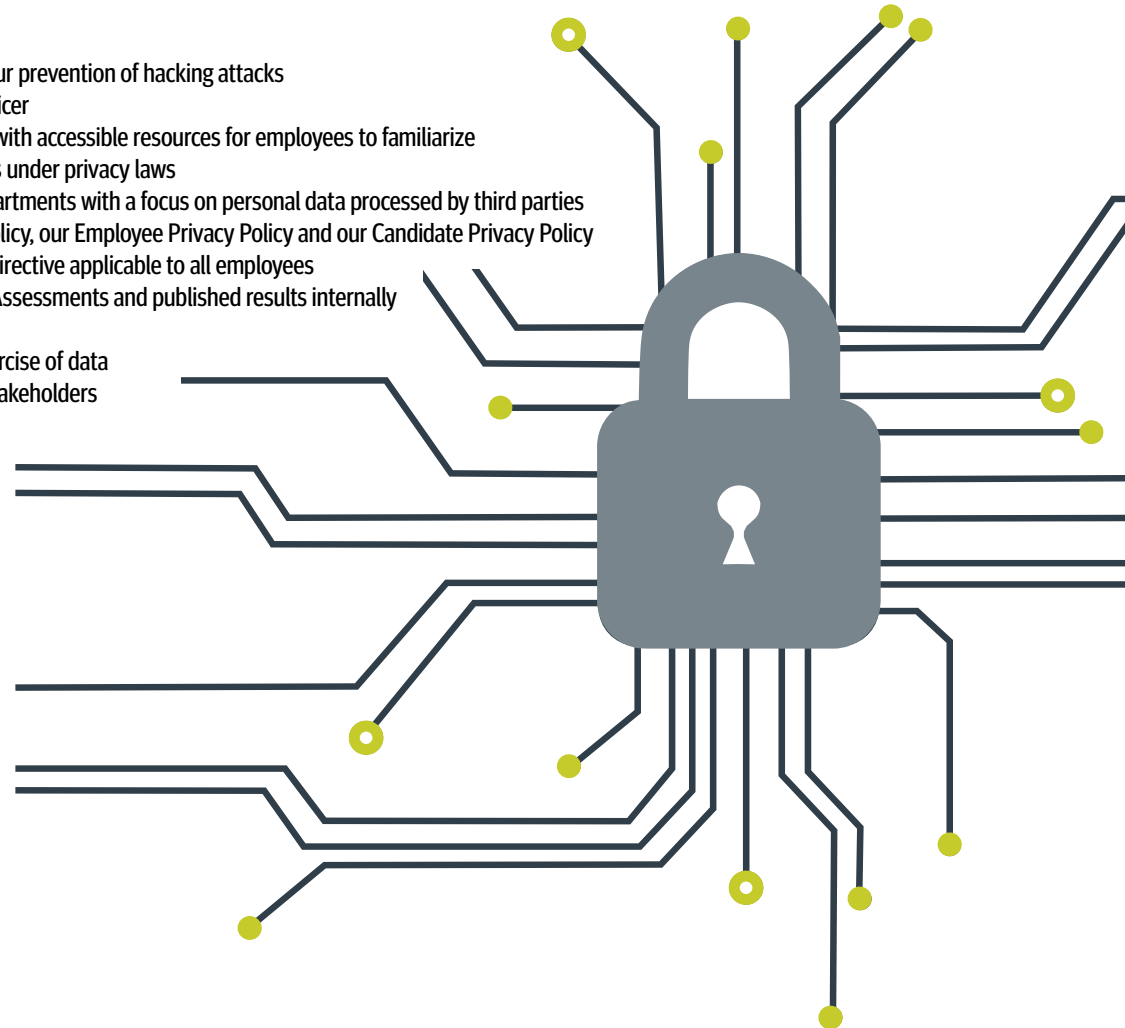 ur prevention of hacking attacks
icer
with accessible resources for employees to familiarize
s under privacy laws
artments with a focus on personal data processed by third parties
licy, our Employee Privacy Policy and our Candidate Privacy Policy
irective applicable to all employees
Assessments and published results internally
rcise of data
akeholders